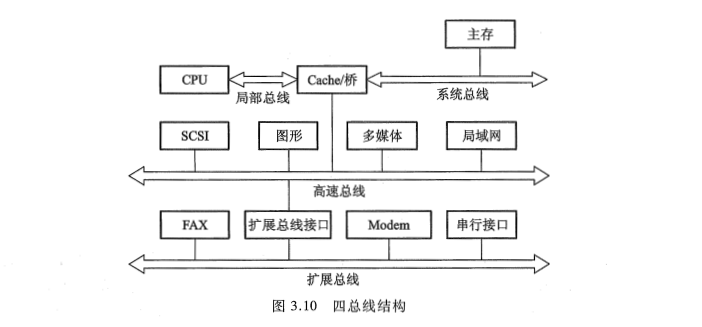 主存
CPU
Cache/桥
局部总线
系统总线
SCSI
图形
多媒体
局域网
高速总线
FAX
扩展总线接口
Modem
串行接口
扩展总线
图 3.10 四总线结构